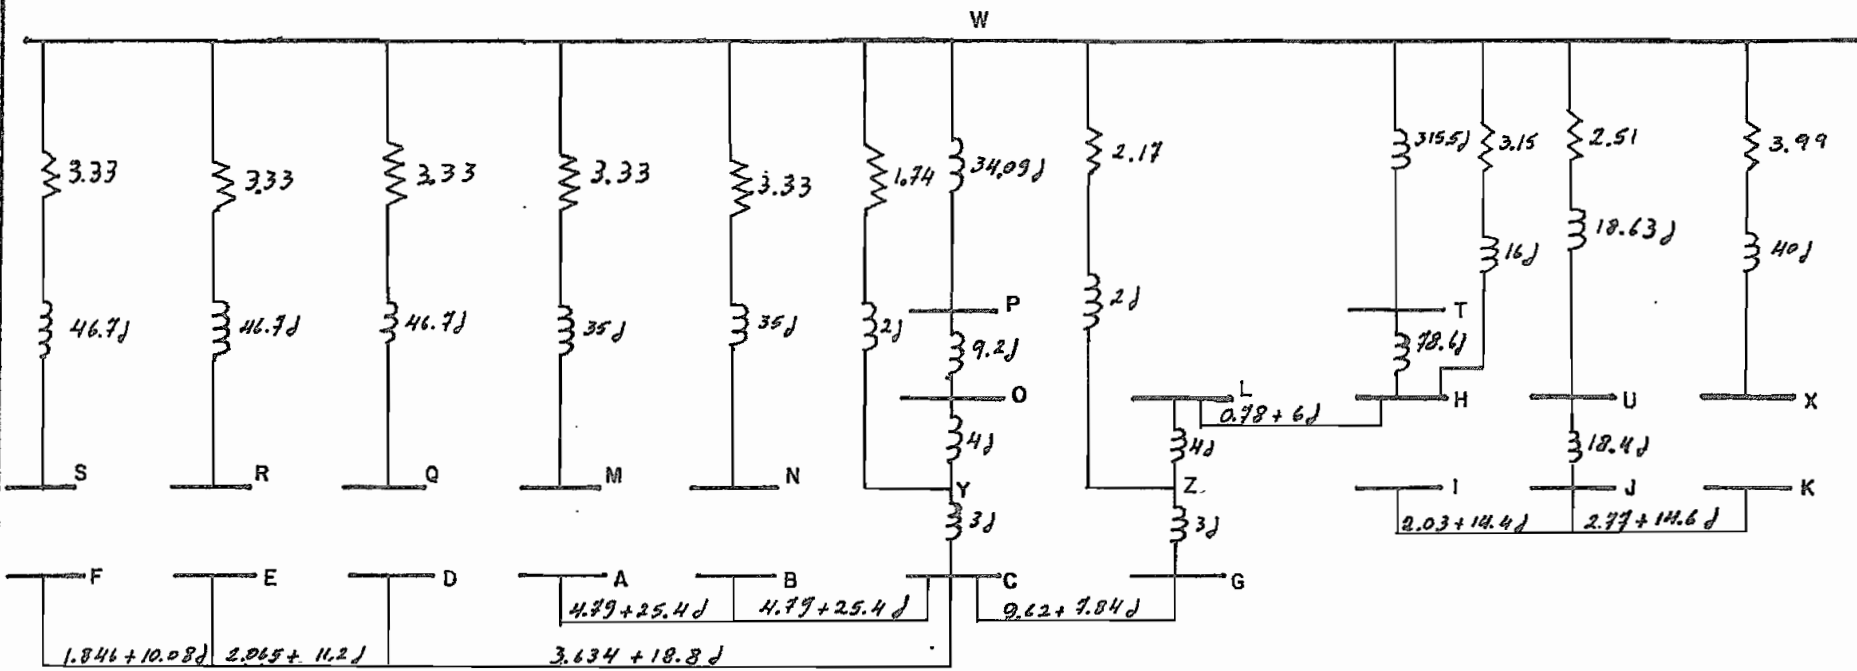 W
3.33 3.33 3.33 3.33 3.33 1.74 34.09j 2.17 315.5j 3.15 2.51 3.99
18.63j 16j 40j
46.7j 46.7j 46.7j 35j 35j 2j P 2j T
9.2j 78.6j
L
O H U X
0.78 + 6j
4j 4j 18.4j
S R Q M N Y Z I J K
3j 3j 2.03+14.4j 2.77+14.6j
F E D A B C G
4.79+25.4j 4.79+25.4j 9.62+7.84j
1.846+10.08j 2.065+11.2j 3.634+18.8j